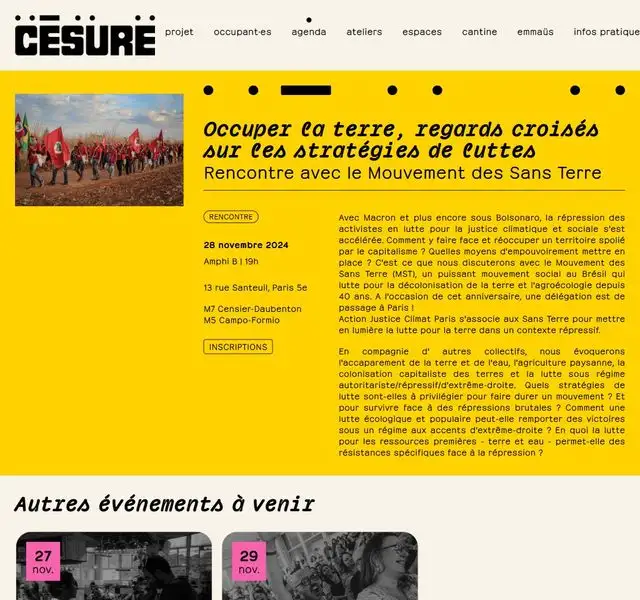 CÉSURE
projet occupant·es agenda ateliers espaces cantine emmaüs infos pratique
Occuper la terre, regards croisés
sur les stratégies de luttes
Rencontre avec le Mouvement des Sans Terre
RENCONTRE
28 novembre 2024
Amphi B | 19h
13 rue Santeuil, Paris 5e
M7 Censier-Daubenton
M5 Campo-Formio
INSCRIPTIONS
Avec Macron et plus encore sous Bolsonaro, la répression des
activistes en lutte pour la justice climatique et sociale s'est
accélérée. Comment y faire face et réoccuper un territoire spolié
par le capitalisme ? Quelles moyens d'empouvoirement mettre en
place ? C'est ce que nous discuterons avec le Mouvement des
Sans Terre (MST), un puissant mouvement social au Brésil qui
lutte pour la décolonisation de la terre et l'agroécologie depuis
40 ans. A l'occasion de cet anniversaire, une délégation est de
passage à Paris !
Action Justice Climat Paris s'associe aux Sans Terre pour mettre
en lumière la lutte pour la terre dans un contexte répressif.
En compagnie d' autres collectifs, nous évoquerons
l'accaparement de la terre et de l'eau, l'agriculture paysanne, la
colonisation capitaliste des terres et la lutte sous régime
autoritariste/répressif/d'extrême-droite. Quels stratégies de
lutte sont-elles à privilégier pour faire durer un mouvement ? Et
pour survivre face à des répressions brutales ? Comment une
lutte écologique et populaire peut-elle remporter des victoires
sous un régime aux accents d'extrême-droite ? En quoi la lutte
pour les ressources premières - terre et eau - permet-elle des
résistances spécifiques face à la répression ?
Autres événements à venir
27
nov.
29
nov.